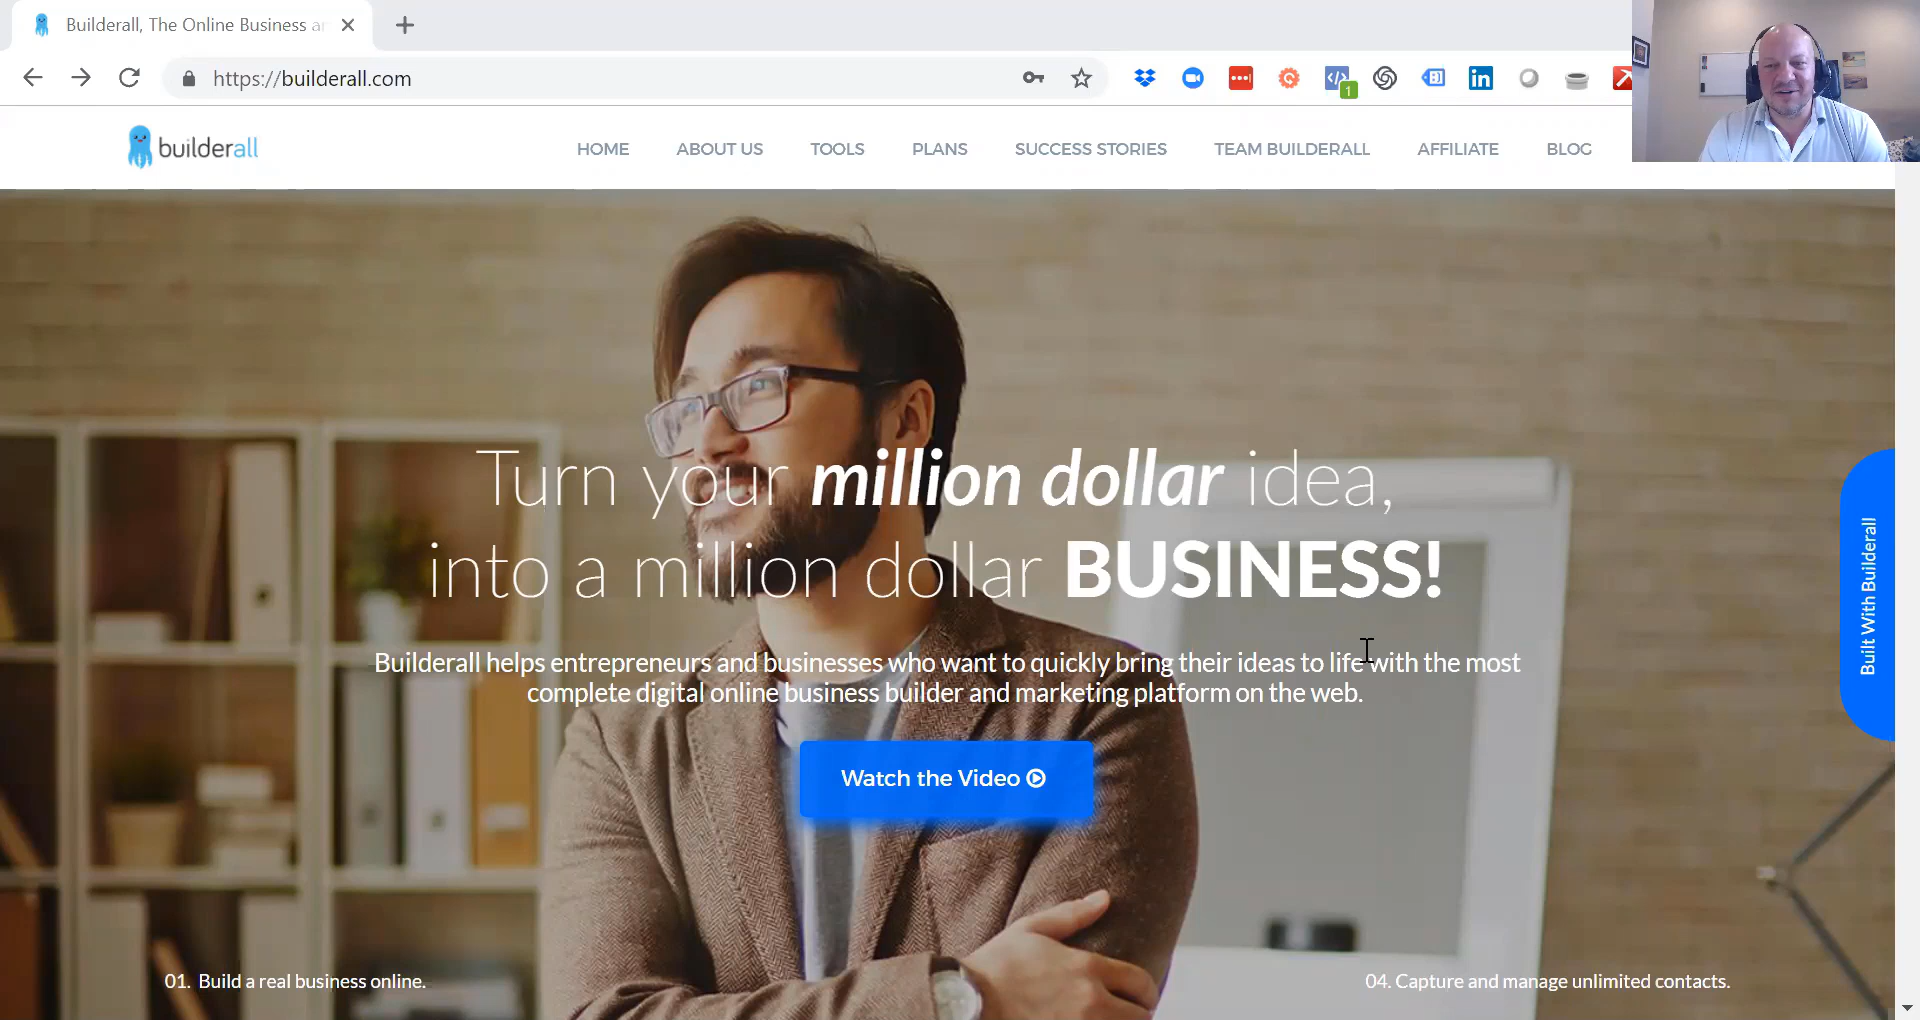 Builderall, The Online Business ar
https://builderall.com
1
builderall
HOME
ABOUT US
TOOLS
PLANS
SUCCESS STORIES
TEAM BUILDERALL
AFFILIATE
BLOG
Turn your million dollar idea,
into a million dollar BUSINESS!
Builderall helps entrepreneurs and businesses who want to quickly bring their ideas to life with the most
complete digital online business builder and marketing platform on the web.
Watch the Video
Built With Builderall
01. Build a real business online.
04. Capture and manage unlimited contacts.